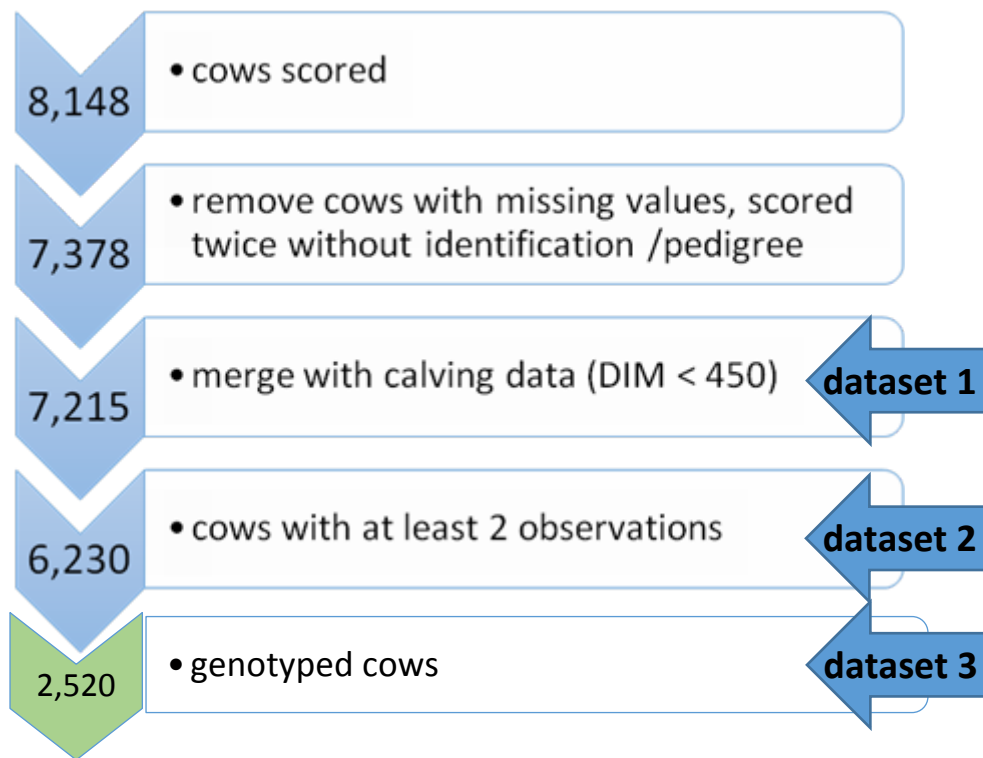 8,148
• cows scored
7,378
• remove cows with missing values, scored
twice without identification /pedigree
7,215
• merge with calving data (DIM < 450)
dataset 1
6,230
• cows with at least 2 observations
dataset 2
2,520
• genotyped cows
dataset 3